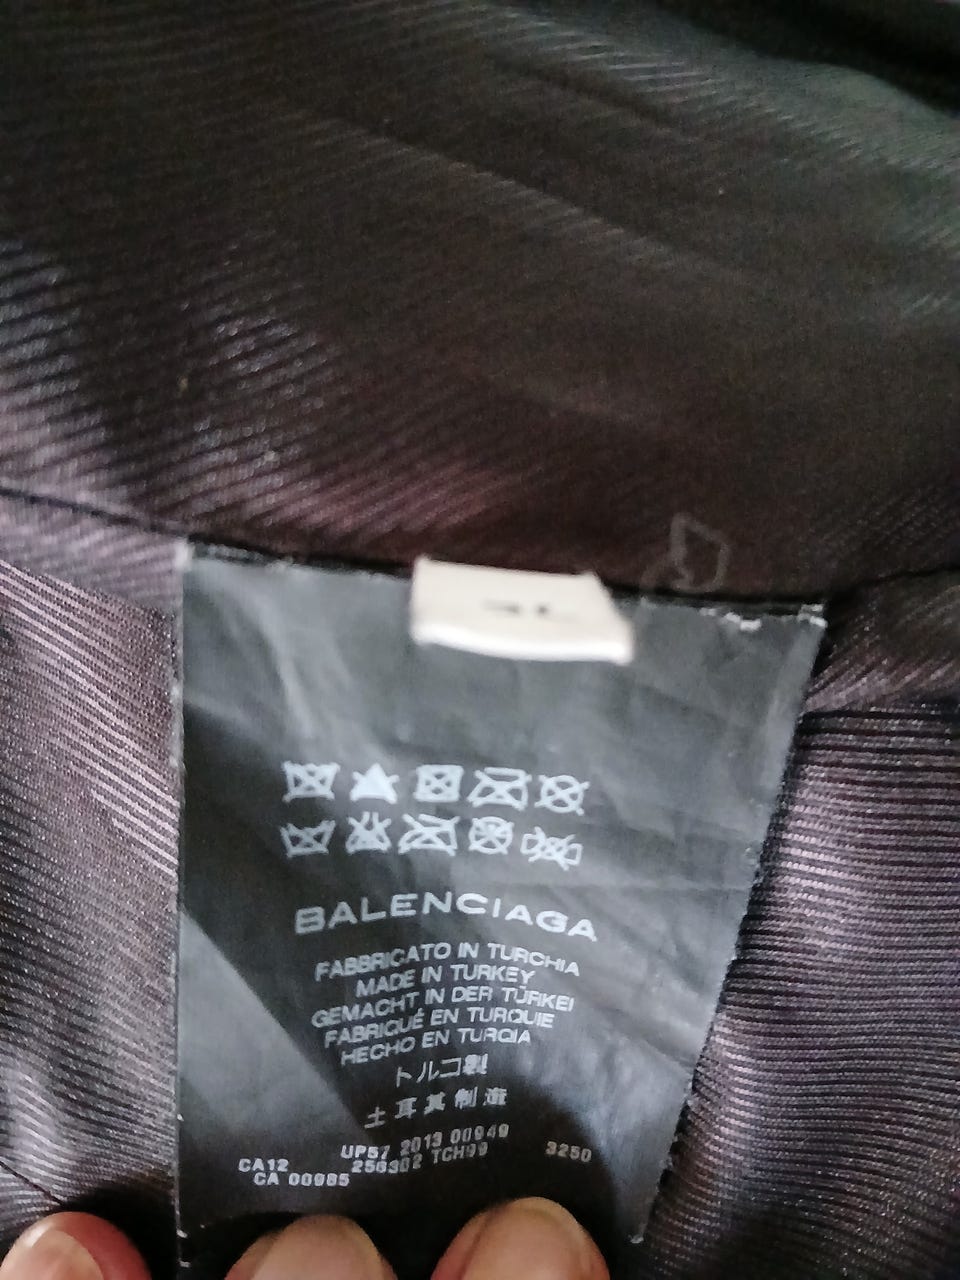 BALENCIAGA
FABBRICATO IN TURCHIA
MADE IN TURKEY
GEMACHT IN DER TÜRKEI
FABRIQUÉ EN TURQUIE
HECHO EN TURQIA
トルコ製
土耳其制造
UP57 2013 00949
CA12 256302 TCH99 3250
CA 00985